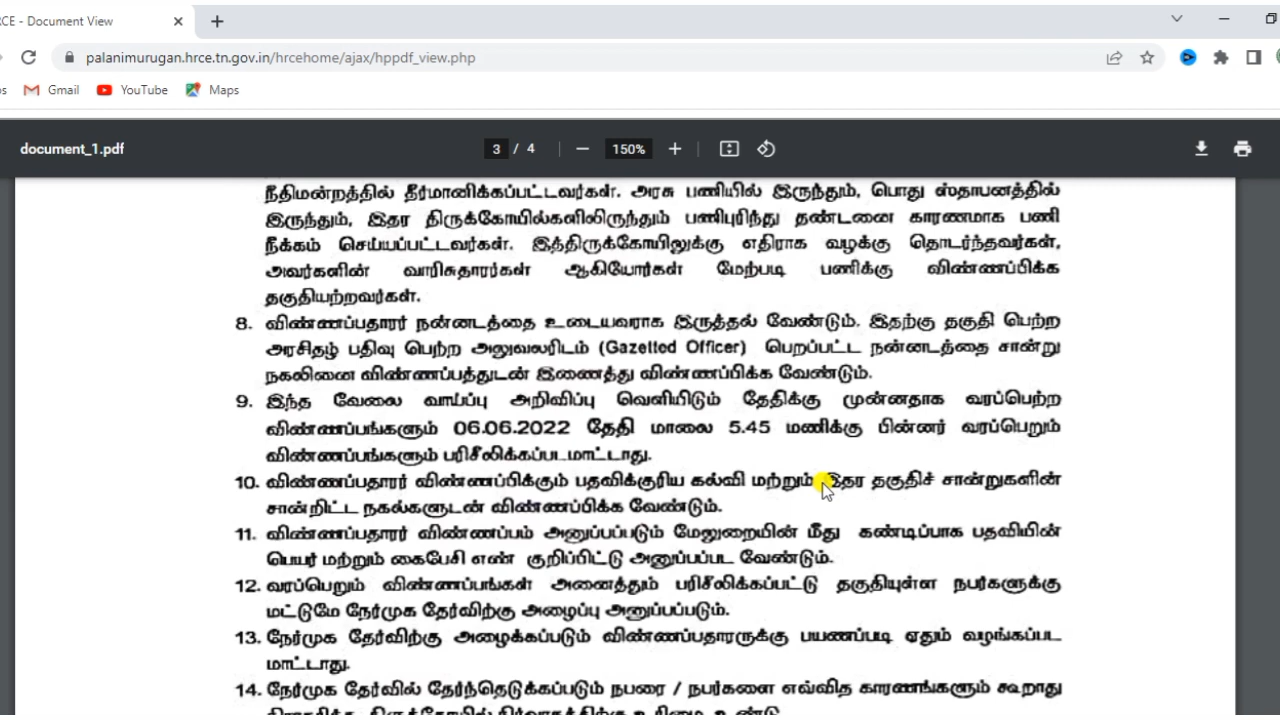 RCE - Document View
palanimurugan.hrce.tn.gov.in/hrcehome/ajax/hppdf_view.php
Gmail YouTube Maps
document_1.pdf 3 / 4 150%
நீதிமன்றத்தில் தீர்மானிக்கப்பட்டவர்கள். அரசு பணியில் இருந்தும், பொது ஸ்தாபனத்தில்
இருந்தும், இதர திருக்கோயில்களிலிருந்தும் பணிபுரிந்து தண்டனை காரணமாக பணி
நீக்கம் செய்யப்பட்டவர்கள். இத்திருக்கோயிலுக்கு எதிராக வழக்கு தொடர்ந்தவர்கள்,
அவர்களின் வாரிசுதாரர்கள் ஆகியோர்கள் மேற்படி பணிக்கு விண்ணப்பிக்க
தகுதியற்றவர்கள்.
8. விண்ணப்பதாரர் நன்னடத்தை உடையவராக இருத்தல் வேண்டும். இதற்கு தகுதி பெற்ற
அரசிதழ் பதிவு பெற்ற அலுவலரிடம் (Gazetted Officer) பெறப்பட்ட நன்னடத்தை சான்று
நகலினை விண்ணப்பத்துடன் இணைத்து விண்ணப்பிக்க வேண்டும்.
9. இந்த வேலை வாய்ப்பு அறிவிப்பு வெளியிடும் தேதிக்கு முன்னதாக வரப்பெற்ற
விண்ணப்பங்களும் 06.06.2022 தேதி மாலை 5.45 மணிக்கு பின்னர் வரப்பெறும்
விண்ணப்பங்களும் பரிசீலிக்கப்படமாட்டாது.
10. விண்ணப்பதாரர் விண்ணப்பிக்கும் பதவிக்குரிய கல்வி மற்றும் இதர தகுதிச் சான்றுகளின்
சான்றிட்ட நகல்களுடன் விண்ணப்பிக்க வேண்டும்.
11. விண்ணப்பதாரர் விண்ணப்பம் அனுப்பப்படும் மேலுறையின் மீது கண்டிப்பாக பதவியின்
பெயர் மற்றும் கைபேசி எண் குறிப்பிட்டு அனுப்பப்பட வேண்டும்.
12. வரப்பெறும் விண்ணப்பங்கள் அனைத்தும் பரிசீலிக்கப்பட்டு தகுதியுள்ள நபர்களுக்கு
மட்டுமே நேர்முக தேர்விற்கு அழைப்பு அனுப்பப்படும்.
13. நேர்முக தேர்விற்கு அழைக்கப்படும் விண்ணப்பதாரருக்கு பயணப்படி ஏதும் வழங்கப்பட
மாட்டாது.
14. நேர்முக தேர்வில் தேர்ந்தெடுக்கப்படும் நபரை / நபர்களை எவ்வித காரணங்களும் கூறாது